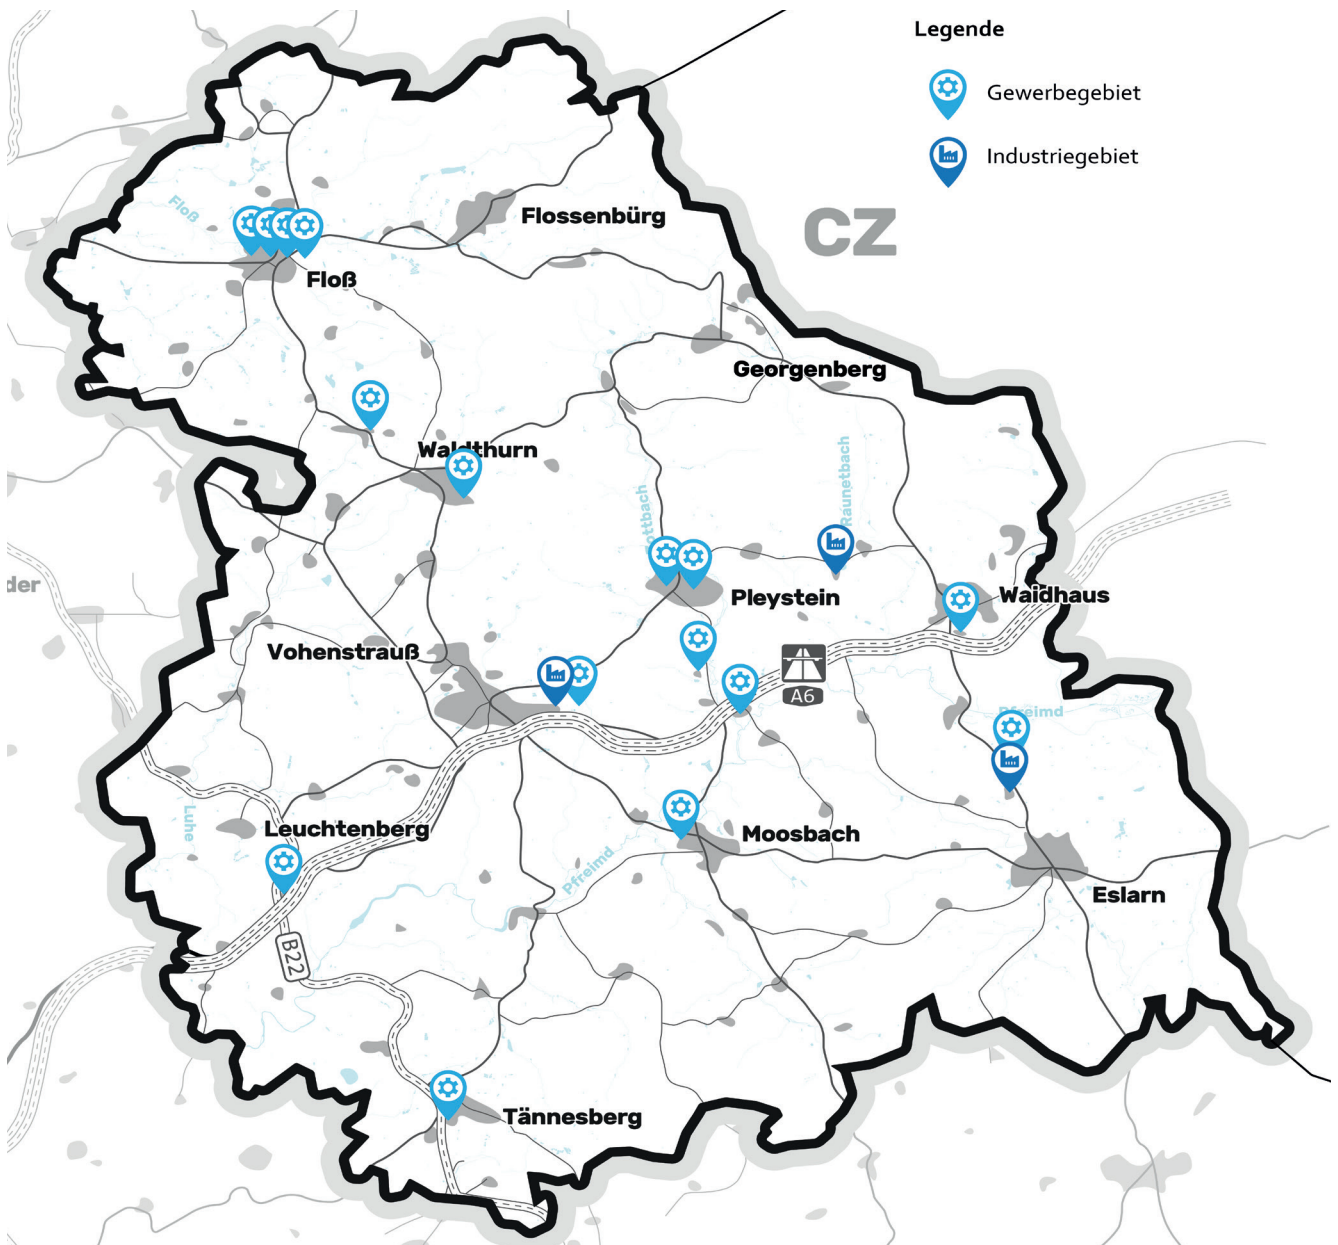 Legende
Gewerbegebiet
Industriegebiet
CZ
Floß
Flossenbürg
Floß
Georgenberg
Waldthurn
Raunetbach
Pleystein
Waidhaus
der
Vohenstrauß
A6
Pfreimd
Luhe
Leuchtenberg
Moosbach
Pfreimd
Eslarn
B22
Tännesberg